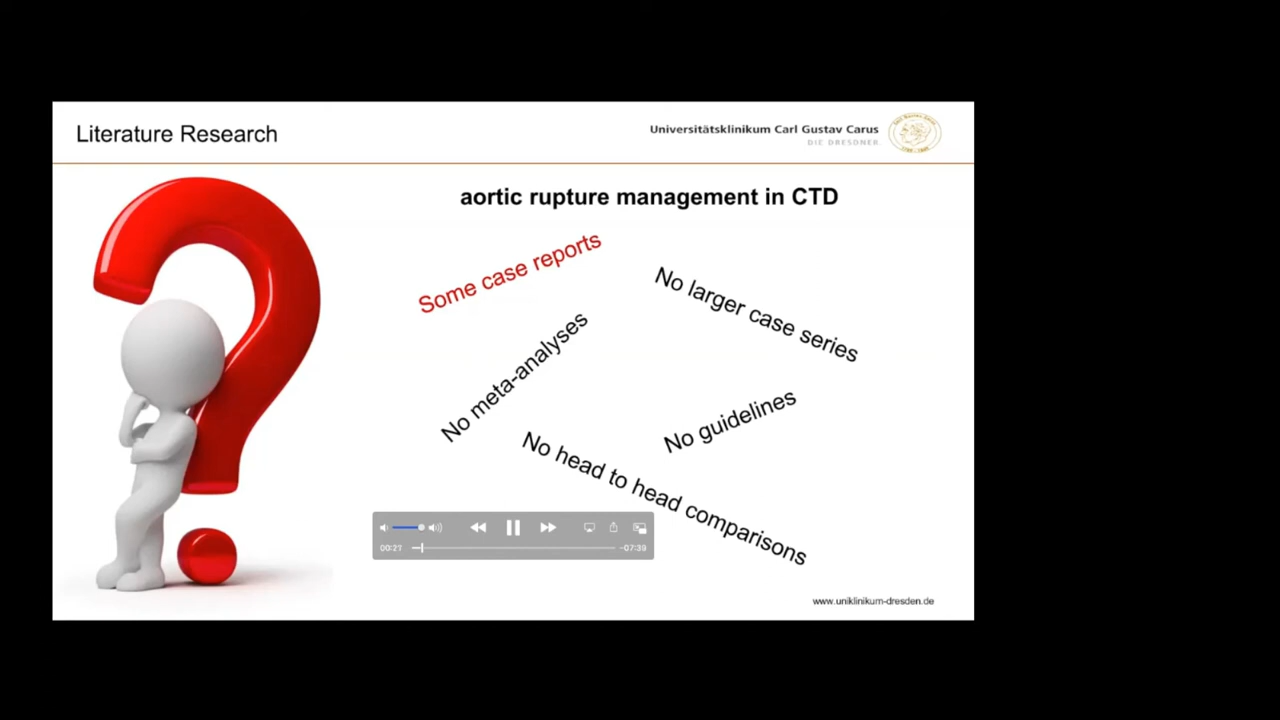 Literature Research
Universitätsklinikum Carl Gustav Carus
DIE DRESDNER.
aortic rupture management in CTD
Some case reports
No larger case series
No meta-analyses
No guidelines
No head to head comparisons
00:21
-07:39
www.uniklinikum-dresden.de